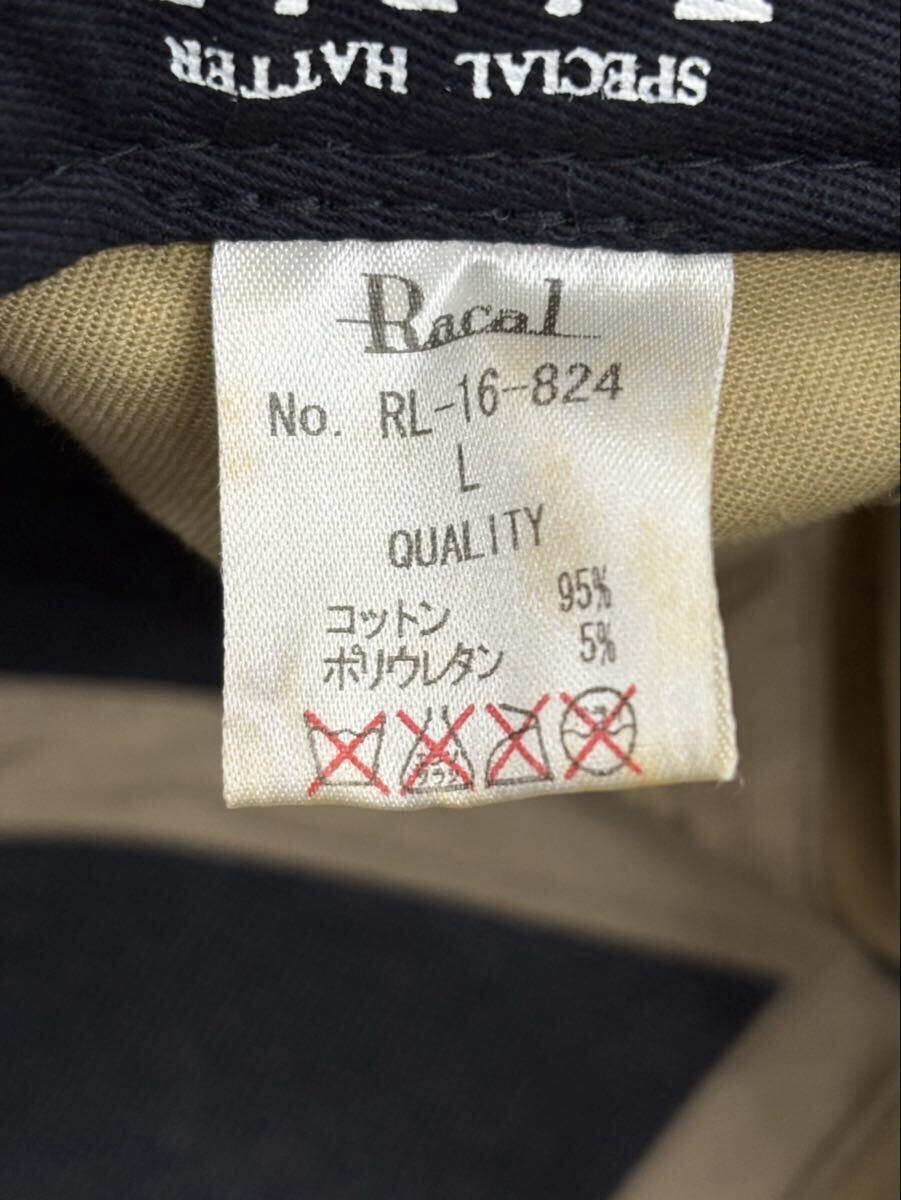 SPECIAL HATTER
Racal
No. RL-16-824
L
QUALITY
コットン 95%
ポリウレタン 5%